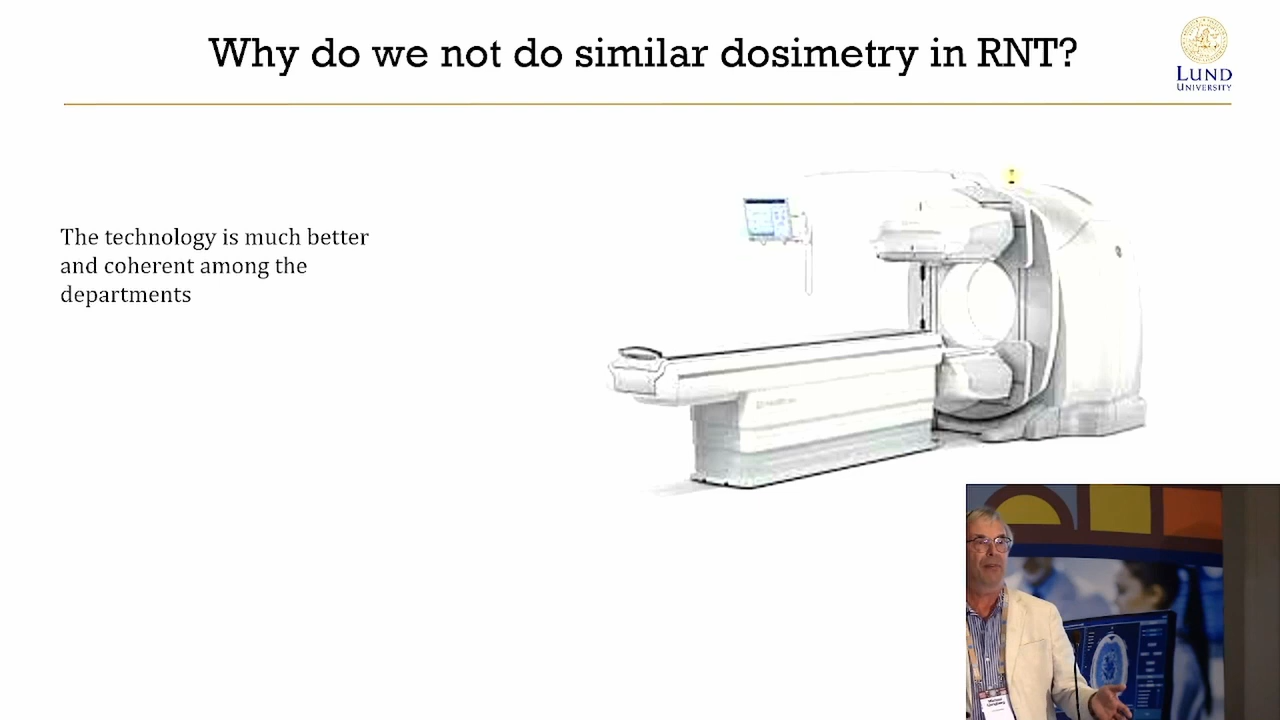 Why do we not do similar dosimetry in RNT?
LUND
UNIVERSITY
The technology is much better
and coherent among the
departments